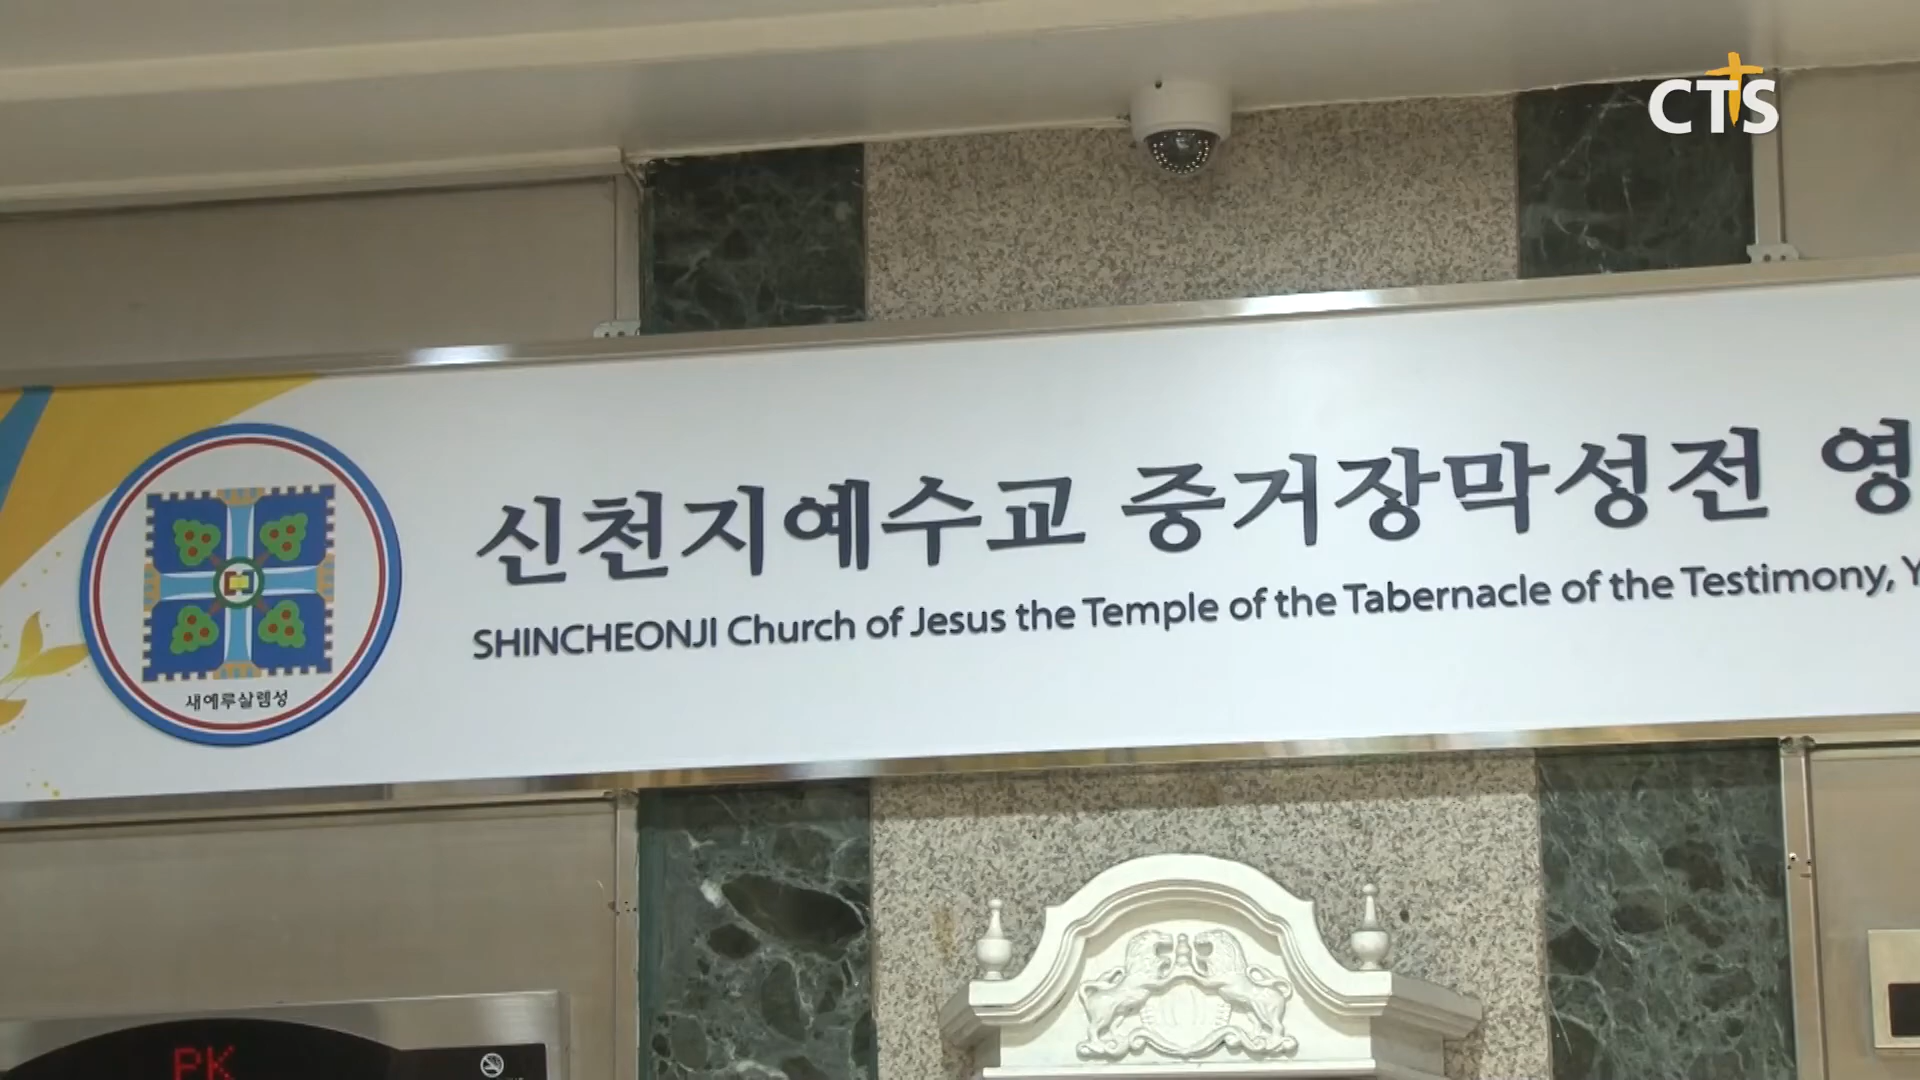 CTS
신천지예수교 증거장막성전 영
SHINCHEONJI Church of Jesus the Temple of the Tabernacle of the Testimony, Y
새예루살렘성
PK